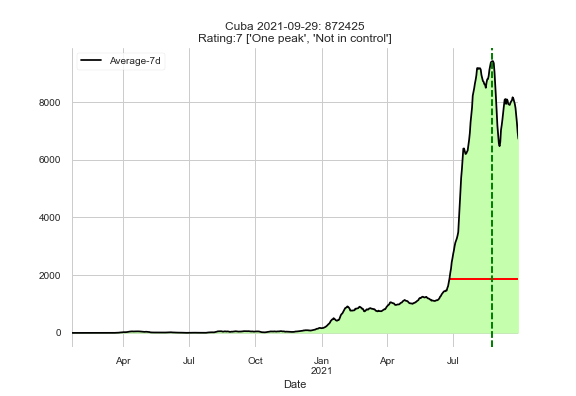 Cuba 2021-09-29: 872425
Rating:7 ['One peak', 'Not in control']
Average-7d
8000
6000
4000
2000
0
Apr
Jul
Oct
Jan
2021
Apr
Jul
Date